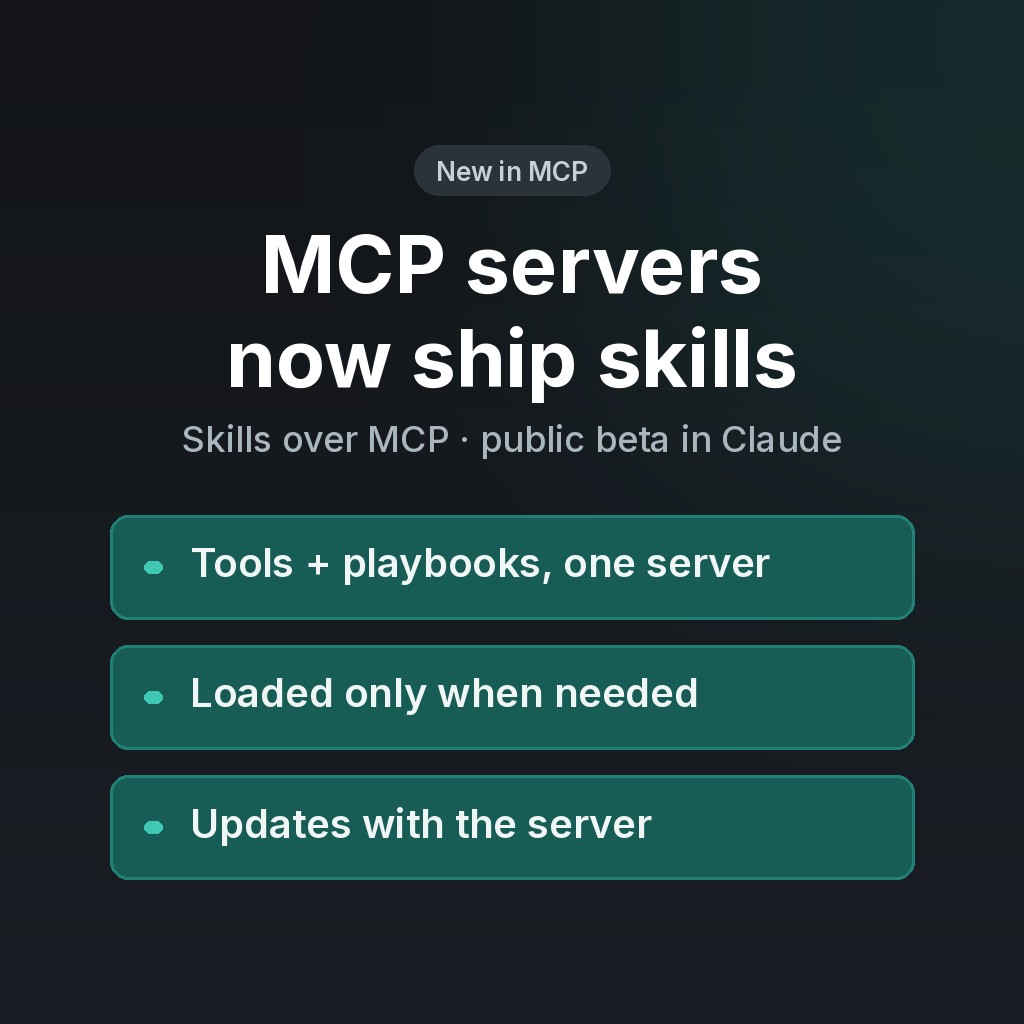 New in MCP
MCP servers
now ship skills
Skills over MCP · public beta in Claude
Tools + playbooks, one server
Loaded only when needed
Updates with the server